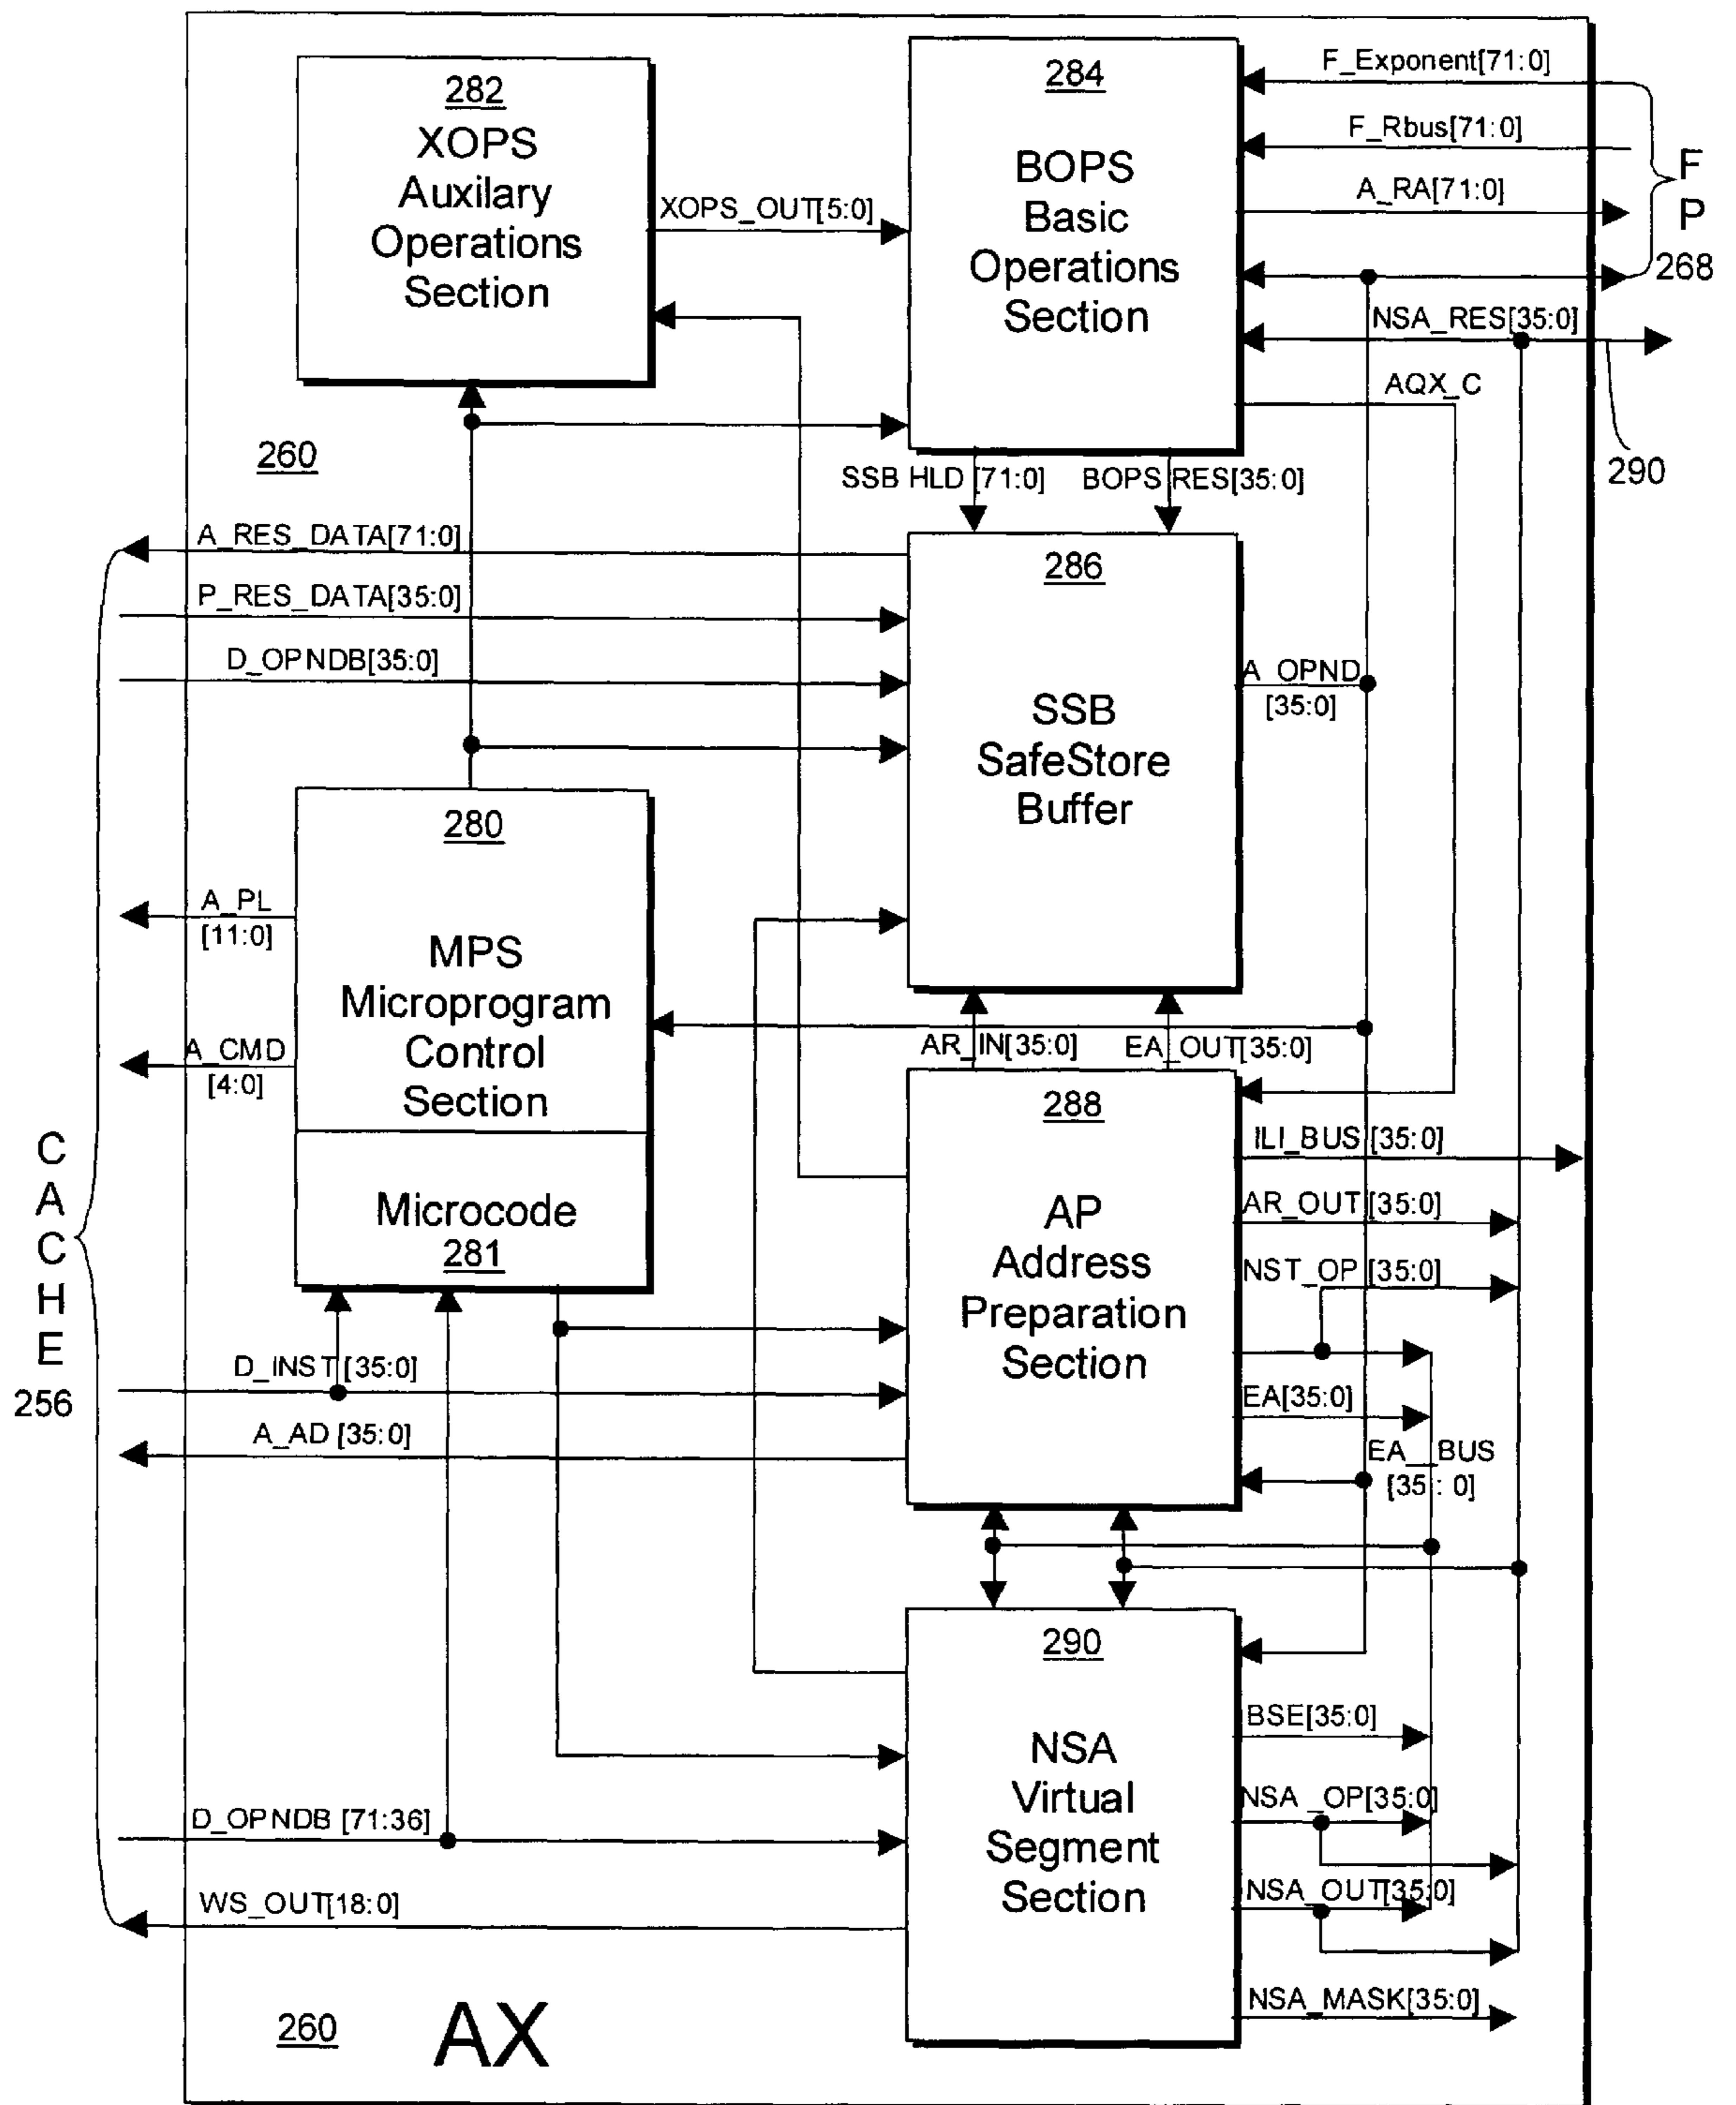 282
XOPS
Auxilary
Operations
Section
284
BOPS
Basic
Operations
Section
F_Exponent[71:0]
F_Rbus[71:0]
A_RA[71:0]
F
P
268
XOPS_OUT[5:0]
NSA_RES[35:0]
AQX_C
290
260
SSB HLD [71:0]
BOPS RES[35:0]
A_RES_DATA[71:0]
P_RES_DATA[35:0]
D_OPNDB[35:0]
286
SSB
SafeStore
Buffer
A_OPND
[35:0]
280
MPS
Microprogram
Control
Section
Microcode
281
A_PL
[11:0]
A_CMD
[4:0]
AR_IN[35:0]
EA_OUT[35:0]
288
AP
Address
Preparation
Section
ILI_BUS [35:0]
AR_OUT [35:0]
NST_OP [35:0]
EA[35:0]
EA_BUS
[35 : 0]
C
A
C
H
E
256
D_INST [35:0]
A_AD [35:0]
290
NSA
Virtual
Segment
Section
BSE[35:0]
NSA_OP[35:0]
NSA_OUT[35:0]
NSA_MASK[35:0]
D_OPNDB [71:36]
WS_OUT[18:0]
260
AX